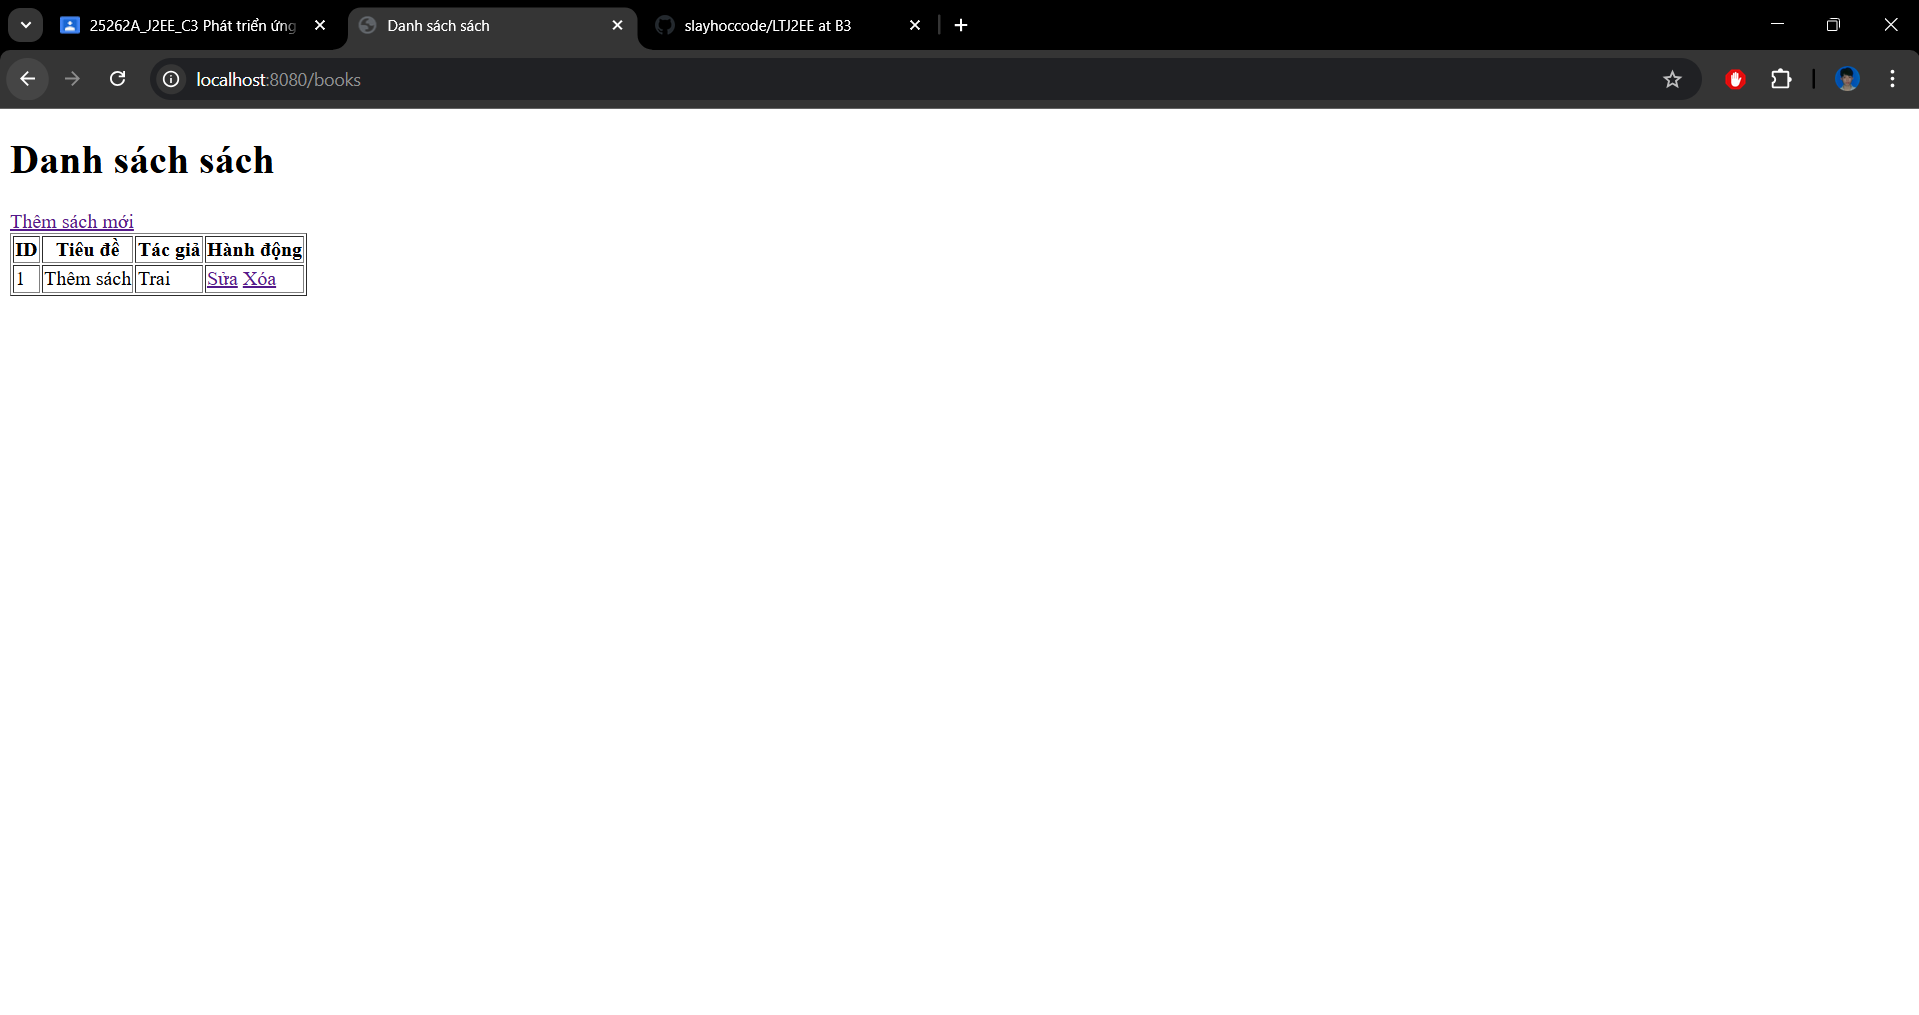 25262A_J2EE_C3 Phát triển ứng
Danh sách sách
slayhoccode/LTJ2EE at B3
localhost:8080/books
Danh sách sách
Thêm sách mới
ID Tiêu đề Tác giả Hành động
1 Thêm sách Trai Sửa Xóa